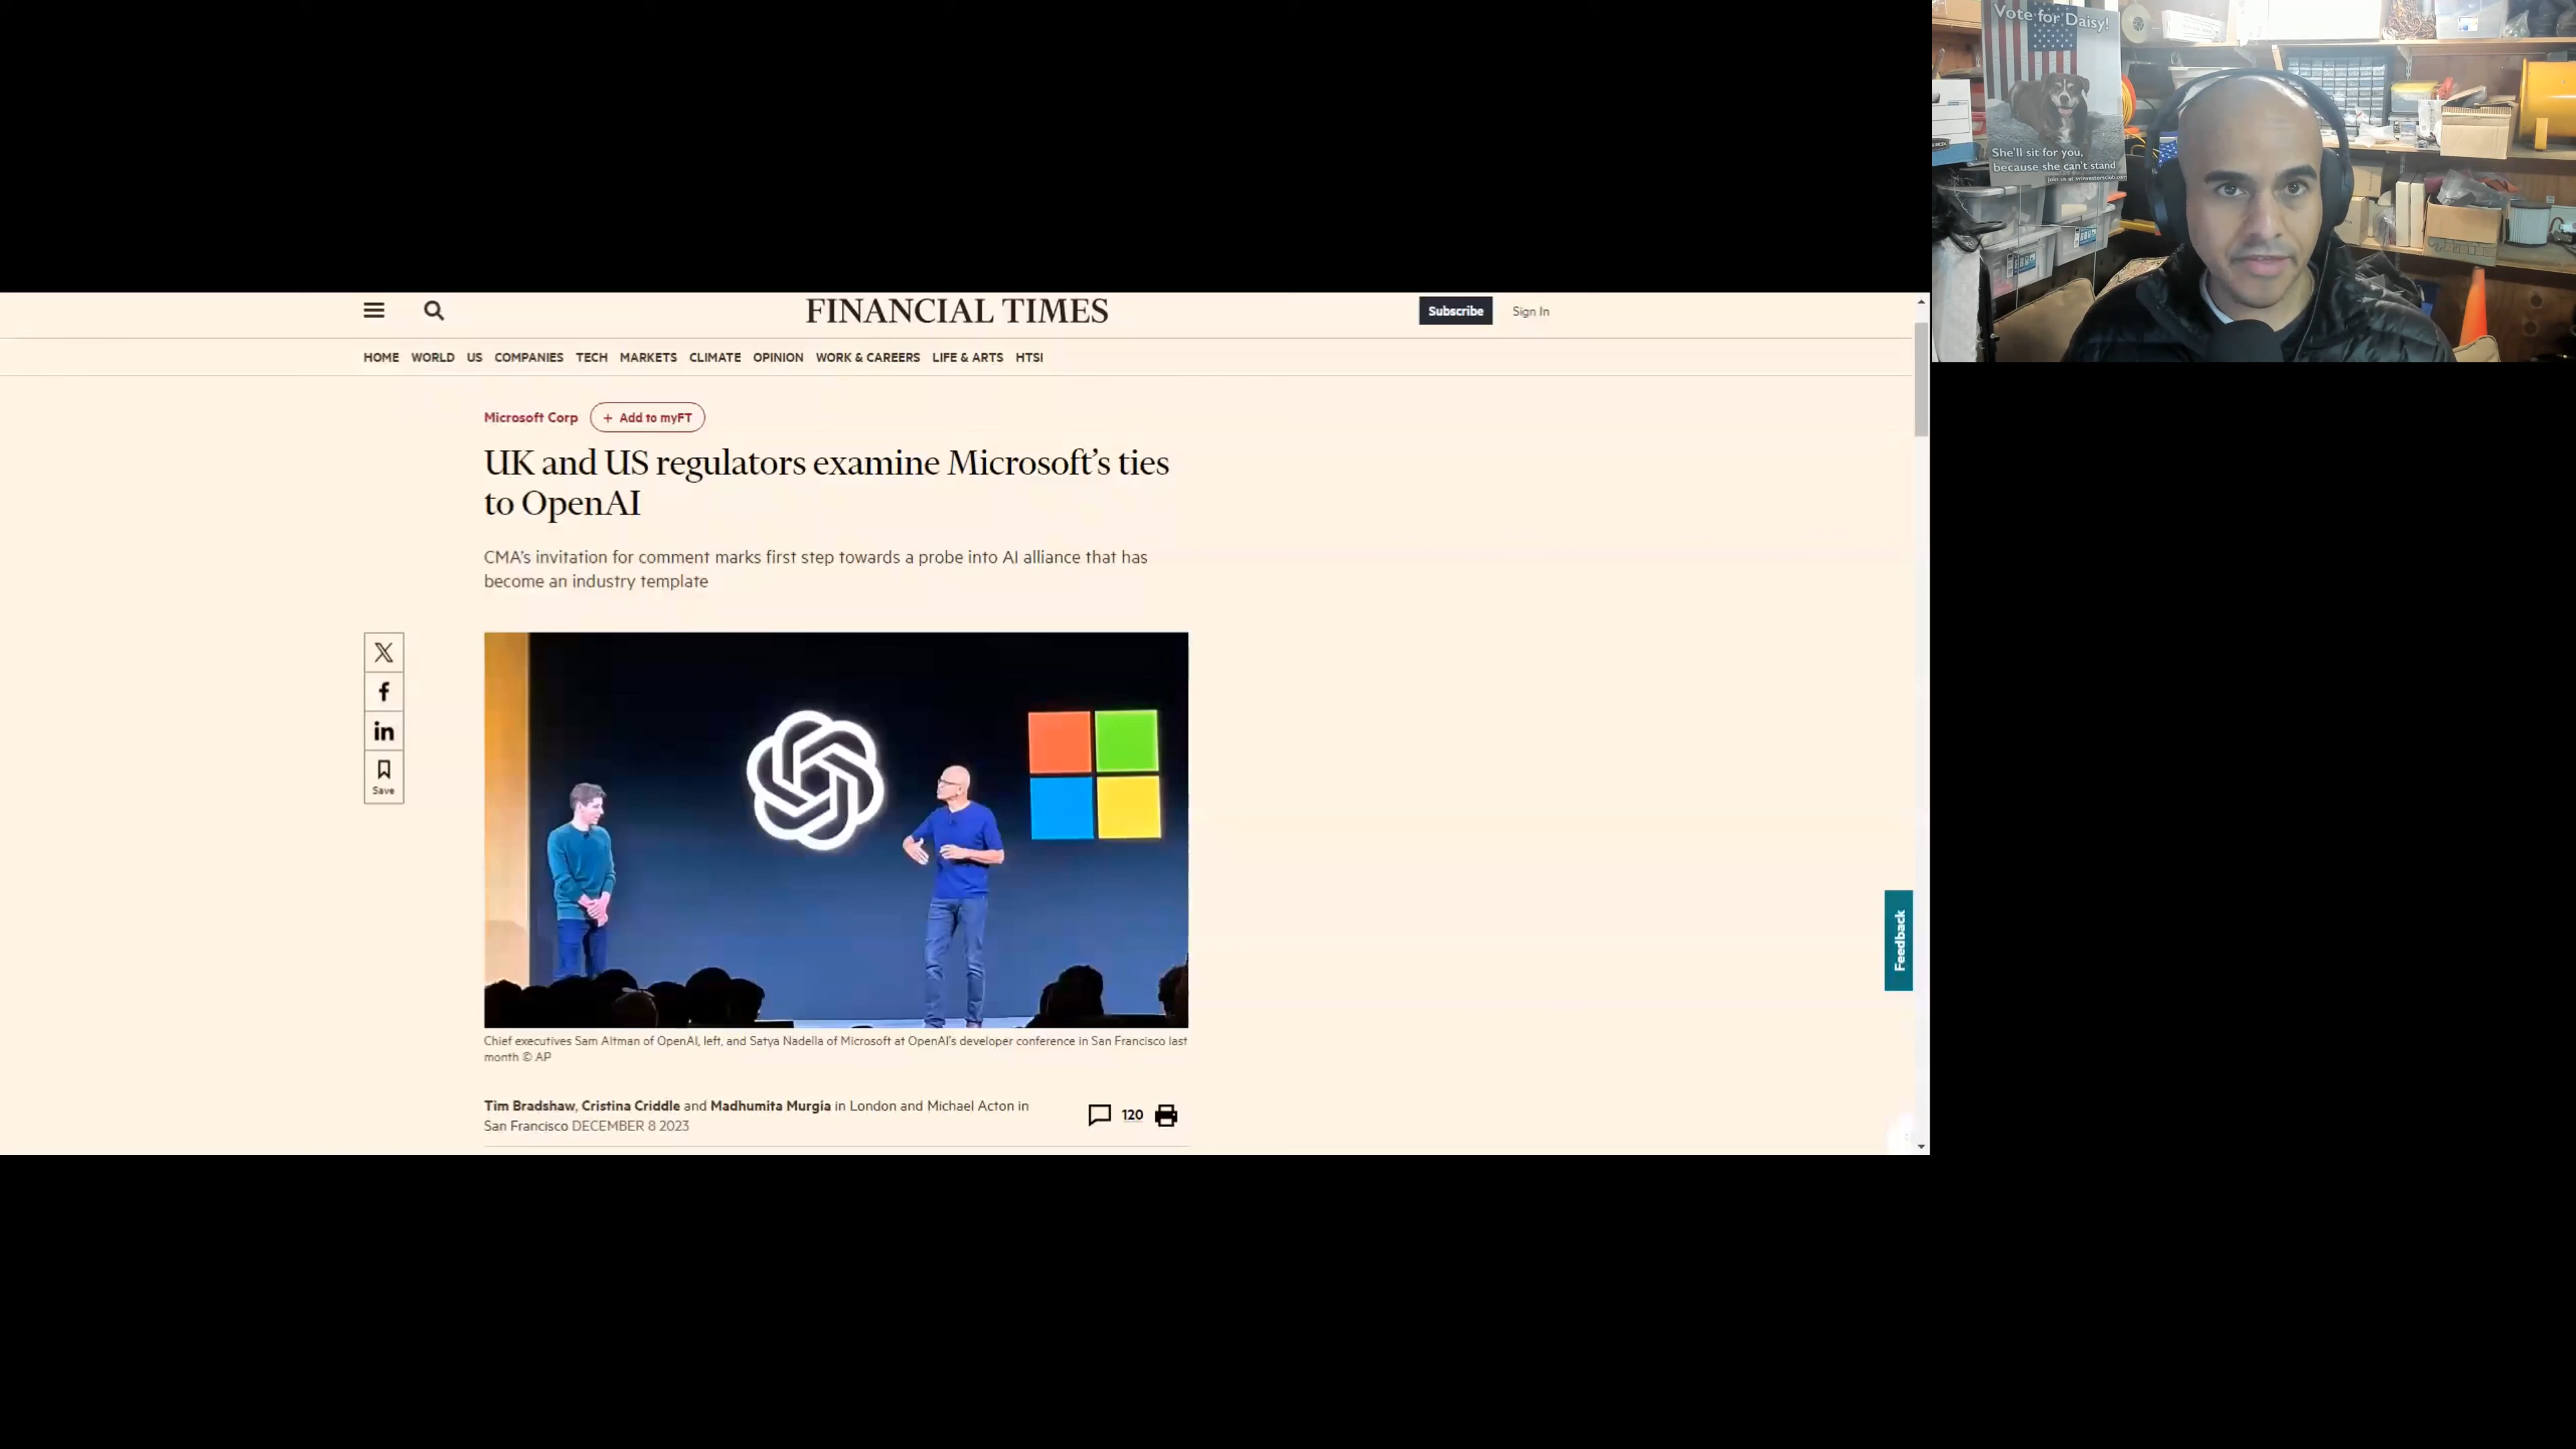 Vote for Daisy!
She'll sit for you,
because she can't stand
join us at svinvestorsclub.com
FINANCIAL TIMES
Subscribe
Sign In
HOME WORLD US COMPANIES TECH MARKETS CLIMATE OPINION WORK & CAREERS LIFE & ARTS HTSI
Microsoft Corp
+ Add to myFT
UK and US regulators examine Microsoft's ties
to OpenAI
CMA's invitation for comment marks first step towards a probe into AI alliance that has
become an industry template
Save
Feedback
Chief executives Sam Altman of OpenAI, left, and Satya Nadella of Microsoft at OpenAI's developer conference in San Francisco last
month © AP
Tim Bradshaw, Cristina Criddle and Madhumita Murgia in London and Michael Acton in
San Francisco DECEMBER 8 2023
120